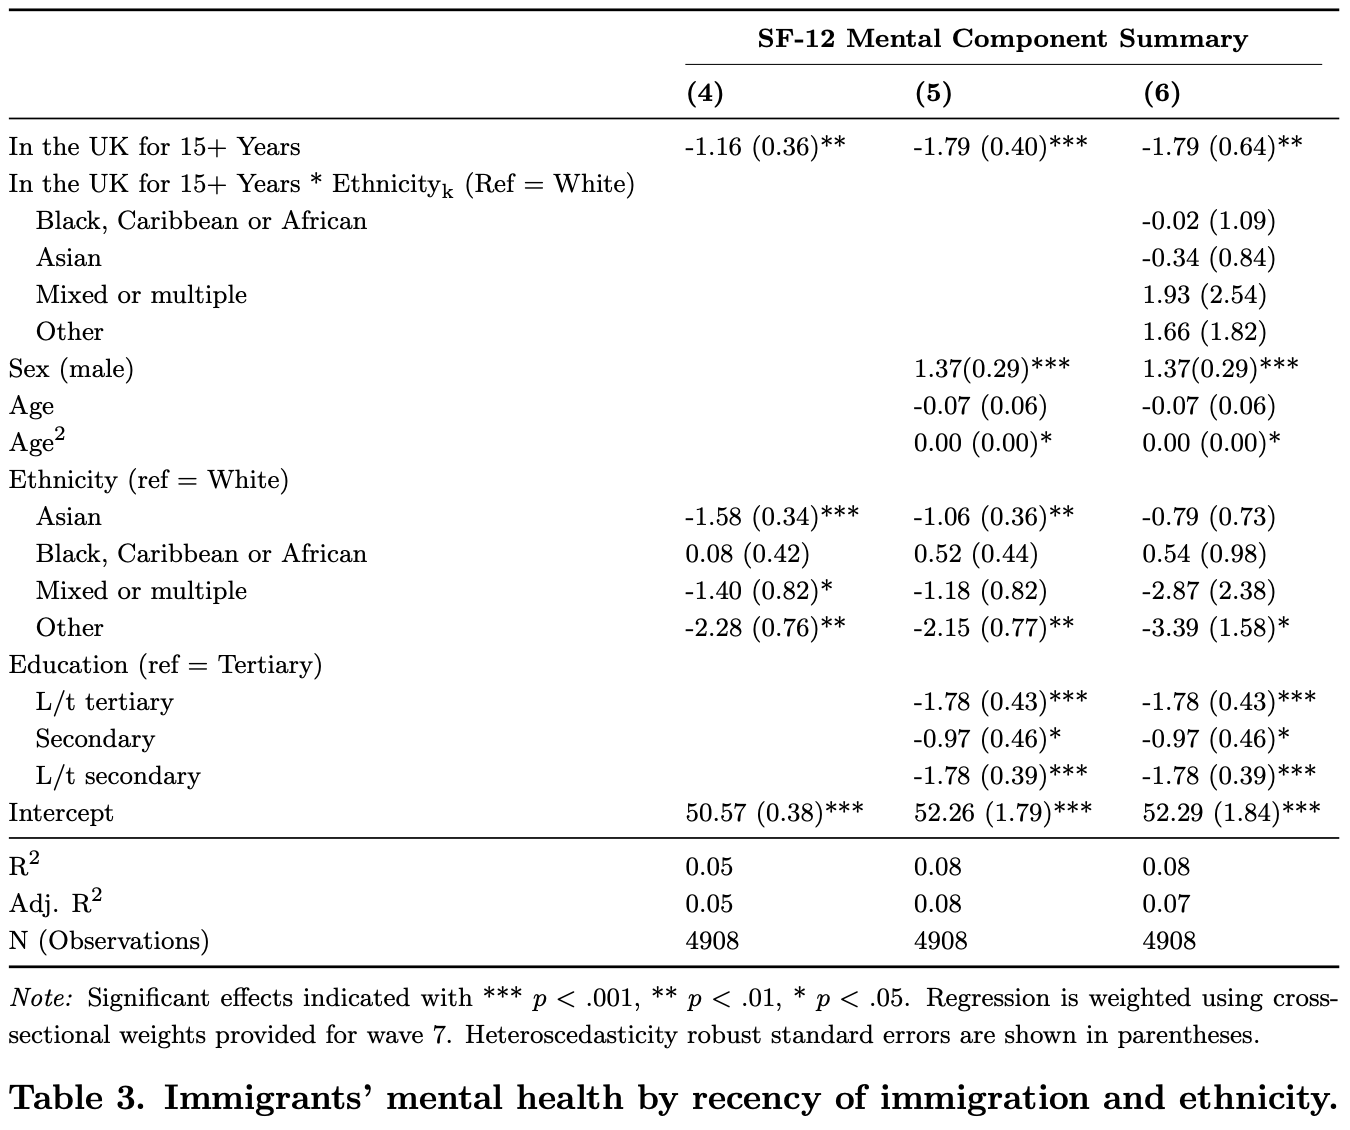 SF-12 Mental Component Summary
(4) (5) (6)
In the UK for 15+ Years -1.16 (0.36)** -1.79 (0.40)*** -1.79 (0.64)**
In the UK for 15+ Years * Ethnicityk (Ref = White)
Black, Caribbean or African -0.02 (1.09)
Asian -0.34 (0.84)
Mixed or multiple 1.93 (2.54)
Other 1.66 (1.82)
Sex (male) 1.37(0.29)*** 1.37(0.29)***
Age -0.07 (0.06) -0.07 (0.06)
Age2 0.00 (0.00)* 0.00 (0.00)*
Ethnicity (ref = White)
Asian -1.58 (0.34)*** -1.06 (0.36)** -0.79 (0.73)
Black, Caribbean or African 0.08 (0.42) 0.52 (0.44) 0.54 (0.98)
Mixed or multiple -1.40 (0.82)* -1.18 (0.82) -2.87 (2.38)
Other -2.28 (0.76)** -2.15 (0.77)** -3.39 (1.58)*
Education (ref = Tertiary)
L/t tertiary -1.78 (0.43)*** -1.78 (0.43)***
Secondary -0.97 (0.46)* -0.97 (0.46)*
L/t secondary -1.78 (0.39)*** -1.78 (0.39)***
Intercept 50.57 (0.38)*** 52.26 (1.79)*** 52.29 (1.84)***
R2 0.05 0.08 0.08
Adj. R2 0.05 0.08 0.07
N (Observations) 4908 4908 4908
Note: Significant effects indicated with *** p < .001, ** p < .01, * p < .05. Regression is weighted using cross-
sectional weights provided for wave 7. Heteroscedasticity robust standard errors are shown in parentheses.
Table 3. Immigrants’ mental health by recency of immigration and ethnicity.